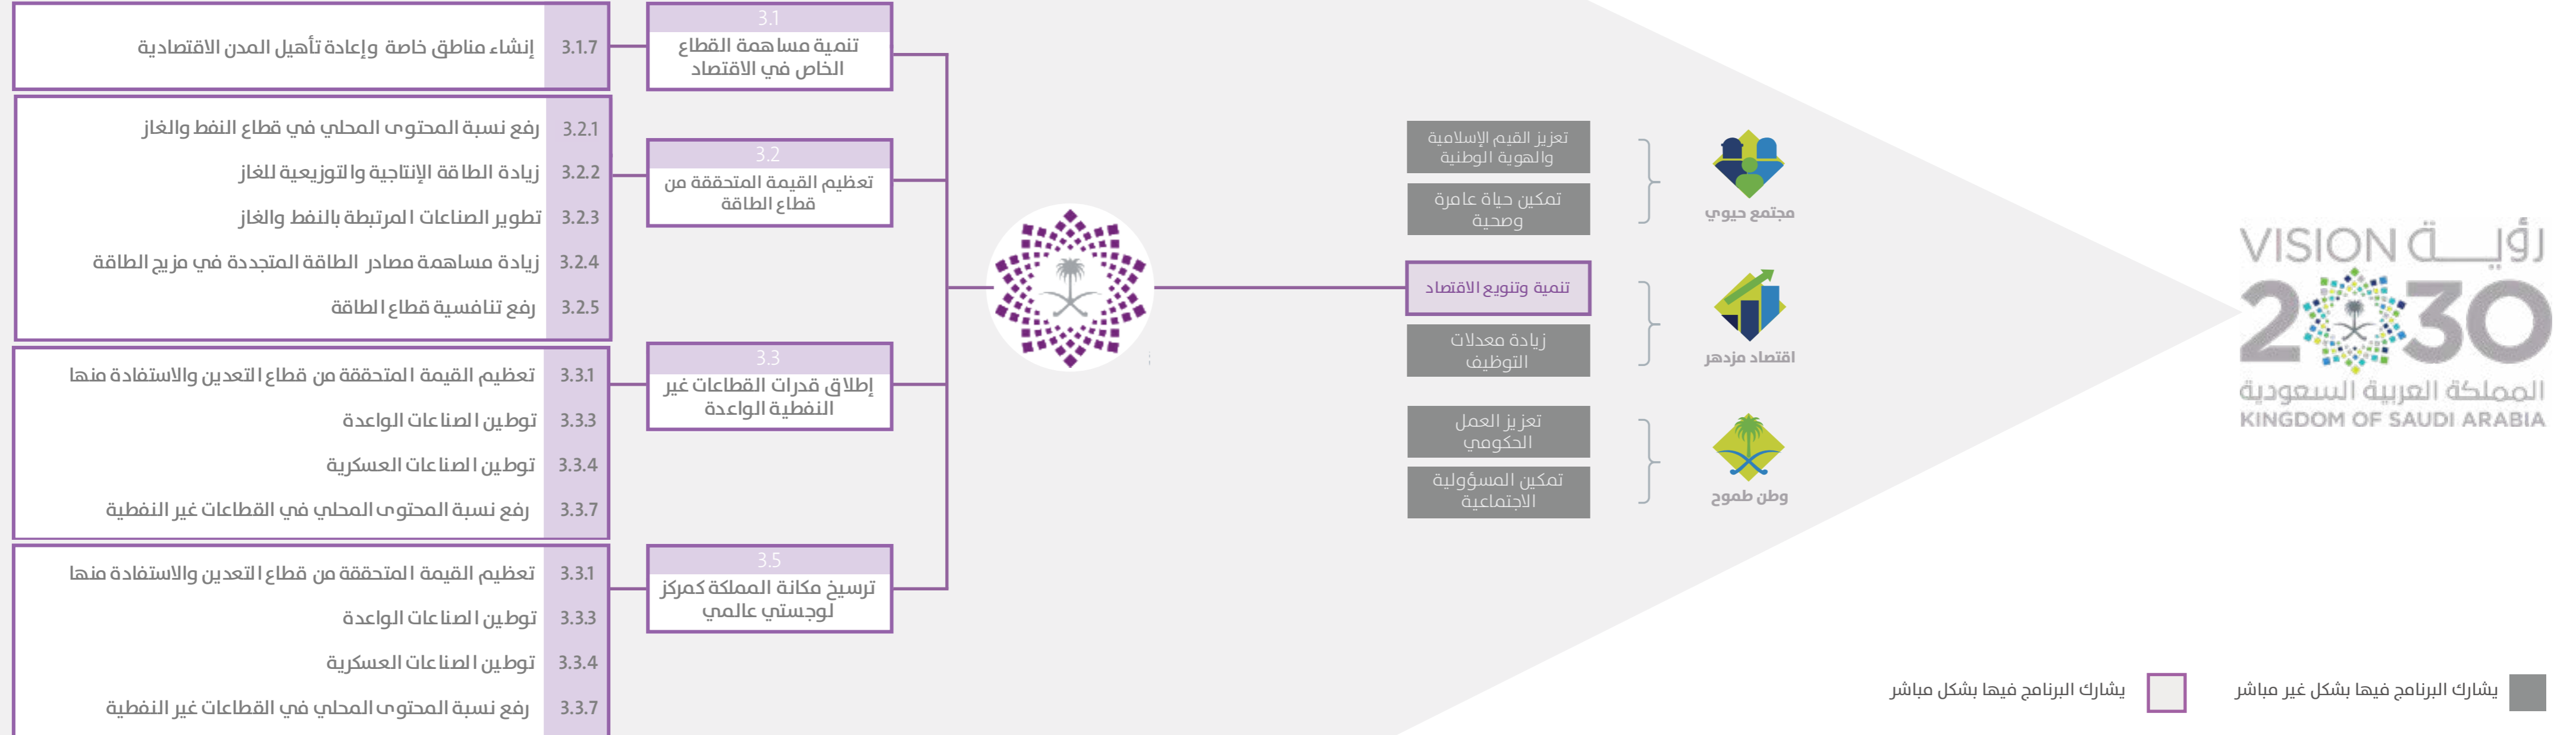 رؤيـــة VISION
2030
المملكة العربية السعودية
KINGDOM OF SAUDI ARABIA
مجتمع حيوي
تعزيز القيم الإسلامية
والهوية الوطنية
تمكين حياة عامرة
وصحية
اقتصاد مزدهر
تنمية وتنويع الاقتصاد
زيادة معدلات
التوظيف
وطن طموح
تعزيز العمل
الحكومي
تمكين المسؤولية
الاجتماعية
3.1
تنمية مساهمة القطاع
الخاص في الاقتصاد
3.1.7 إنشاء مناطق خاصة وإعادة تأهيل المدن الاقتصادية
3.2
تعظيم القيمة المتحققة من
قطاع الطاقة
3.2.1 رفع نسبة المحتوى المحلي في قطاع النفط والغاز
3.2.2 زيادة الطاقة الإنتاجية والتوزيعية للغاز
3.2.3 تطوير الصناعات المرتبطة بالنفط والغاز
3.2.4 زيادة مساهمة مصادر الطاقة المتجددة في مزيج الطاقة
3.2.5 رفع تنافسية قطاع الطاقة
3.3
إطلاق قدرات القطاعات غير
النفطية الواعدة
3.3.1 تعظيم القيمة المتحققة من قطاع التعدين والاستفادة منها
3.3.3 توطين الصناعات الواعدة
3.3.4 توطين الصناعات العسكرية
3.3.7 رفع نسبة المحتوى المحلي في القطاعات غير النفطية
3.5
ترسيخ مكانة المملكة كمركز
لوجستي عالمي
3.3.1 تعظيم القيمة المتحققة من قطاع التعدين والاستفادة منها
3.3.3 توطين الصناعات الواعدة
3.3.4 توطين الصناعات العسكرية
3.3.7 رفع نسبة المحتوى المحلي في القطاعات غير النفطية
يشارك البرنامج فيها بشكل غير مباشر
يشارك البرنامج فيها بشكل مباشر